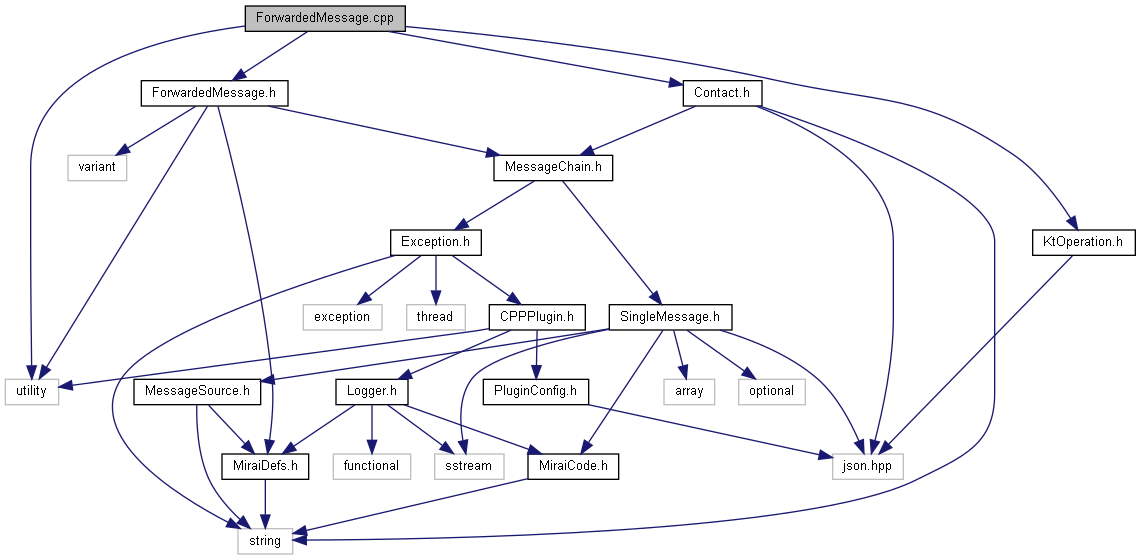 ForwardedMessage.cpp
ForwardedMessage.h
Contact.h
variant
MessageChain.h
Exception.h
KtOperation.h
exception
thread
CPPPlugin.h
SingleMessage.h
utility
MessageSource.h
Logger.h
PluginConfig.h
array
optional
MiraiDefs.h
functional
sstream
MiraiCode.h
json.hpp
string